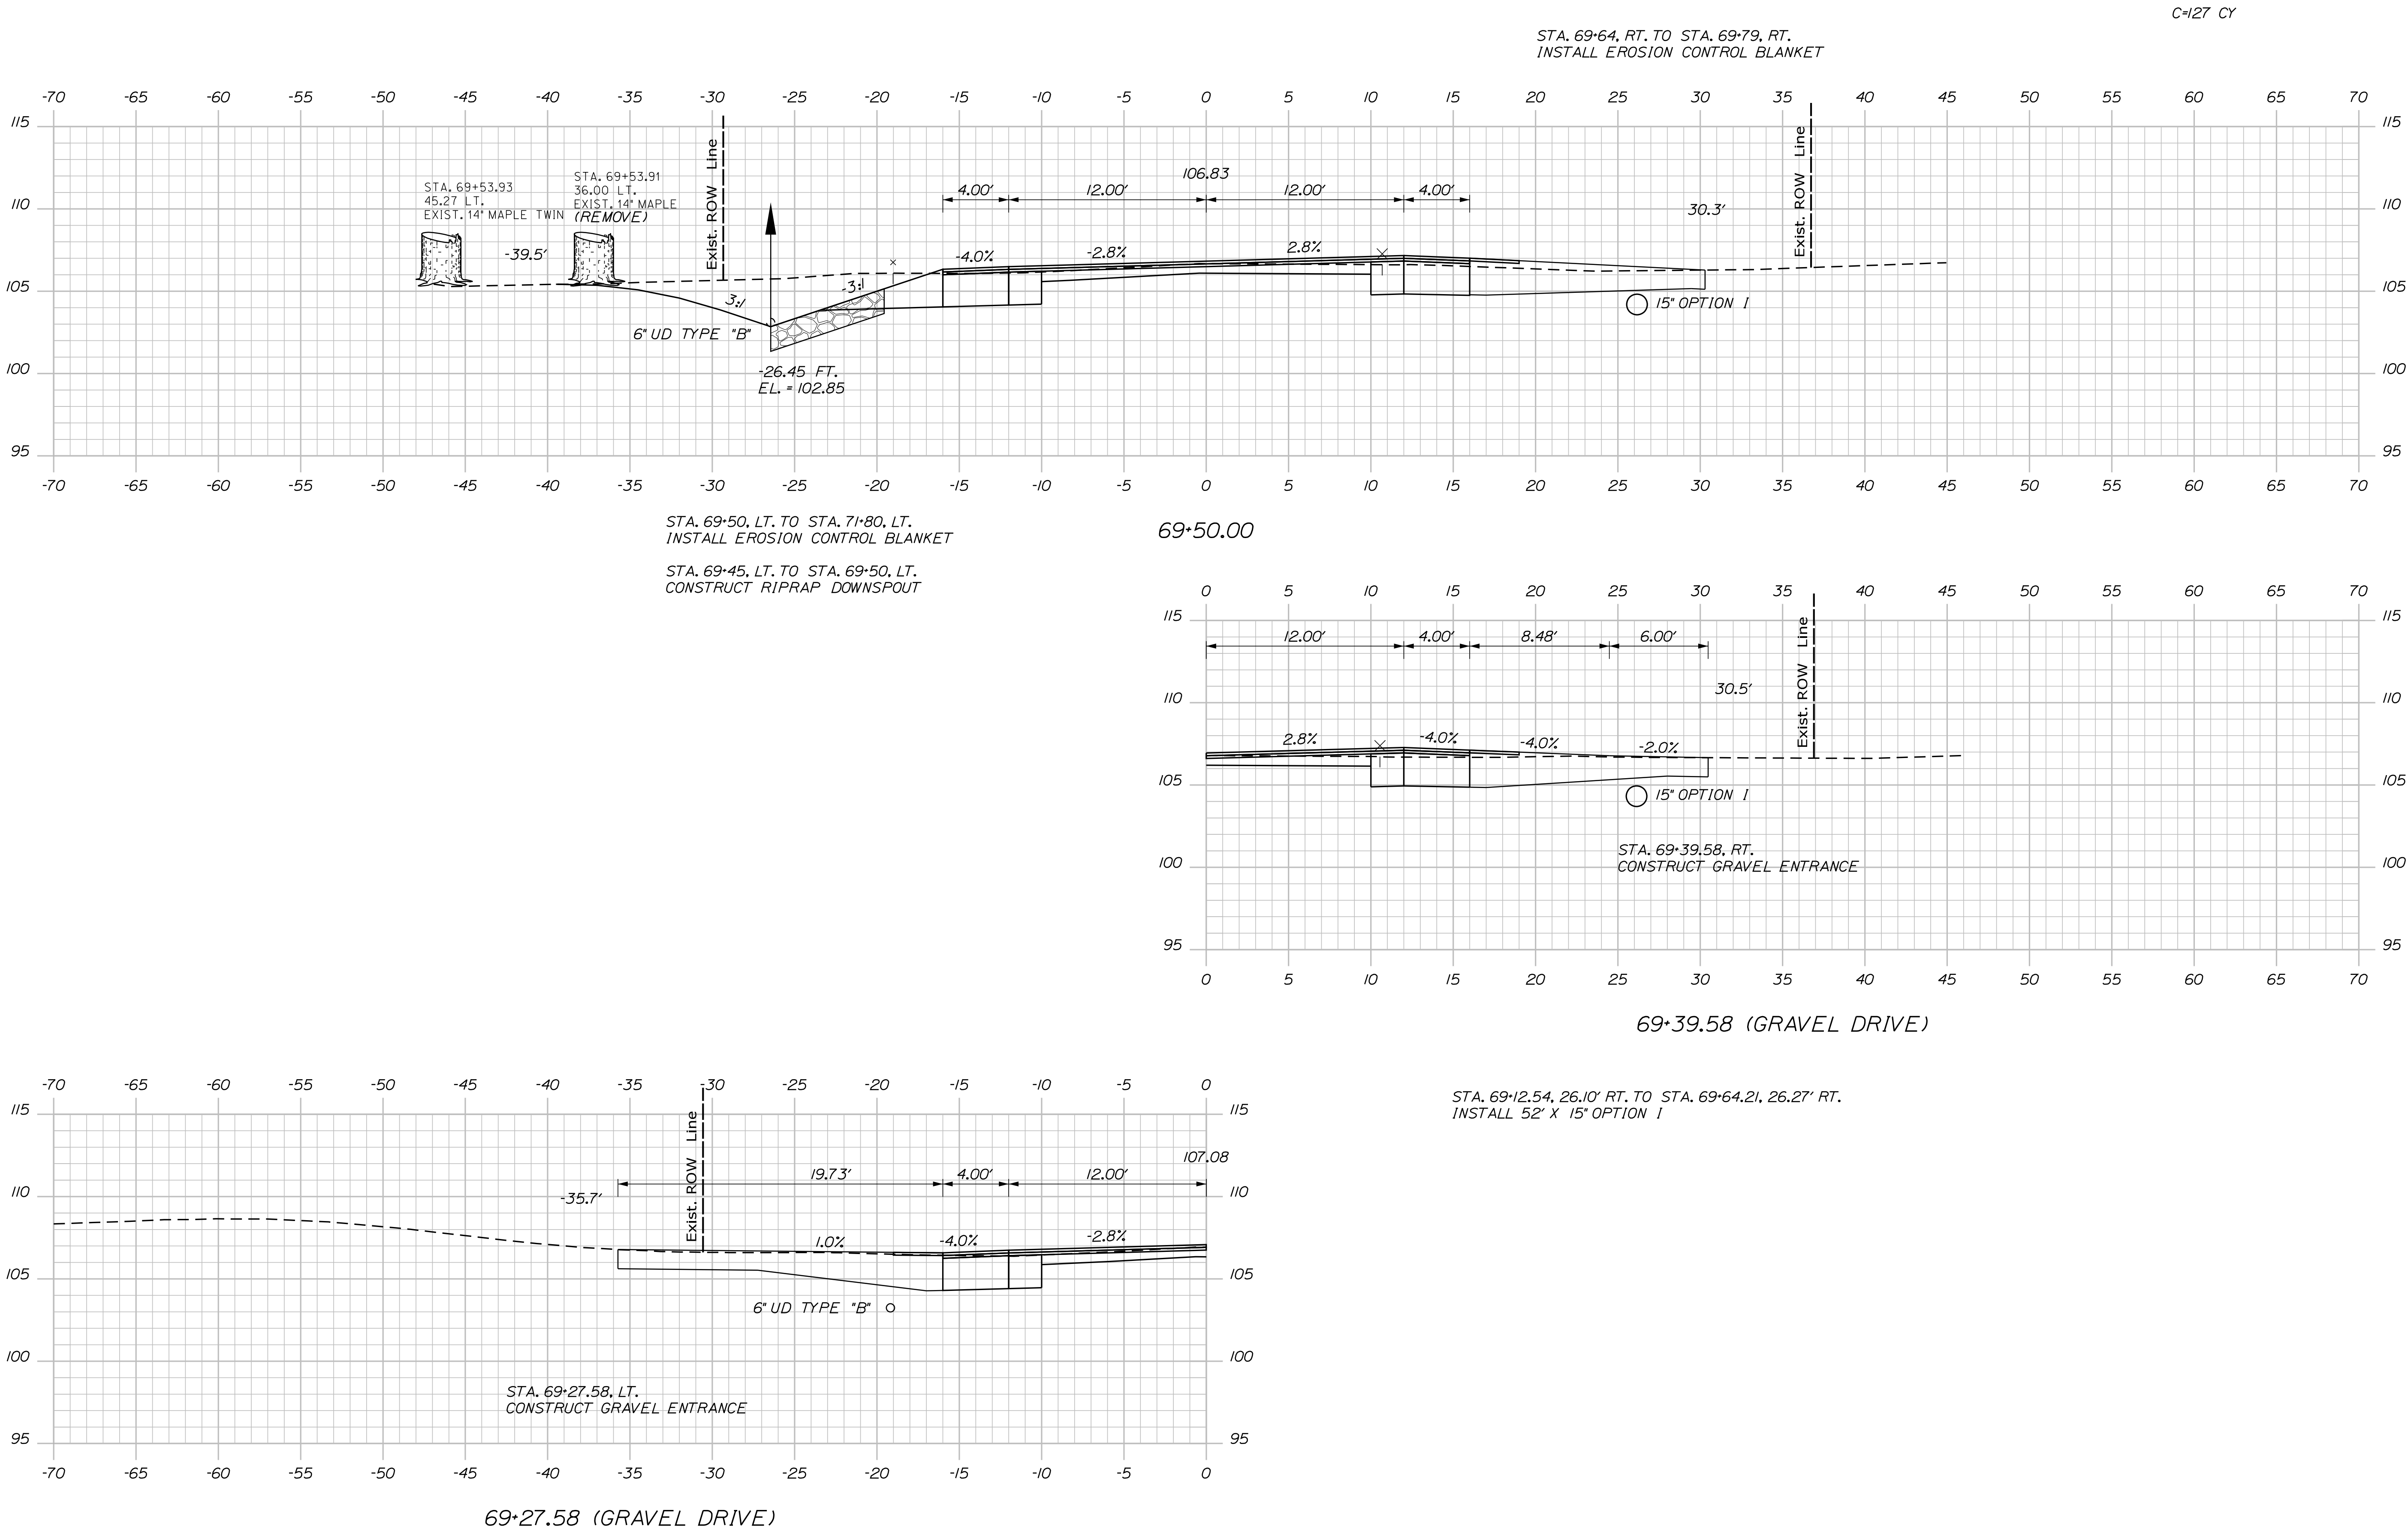 C=127 CY
STA. 69+64, RT. TO STA. 69+79, RT.
INSTALL EROSION CONTROL BLANKET
-70 -65 -60 -55 -50 -45 -40 -35 -30 -25 -20 -15 -10 -5 0 5 10 15 20 25 30 35 40 45 50 55 60 65 70
115 115
Exist. ROW Line
Exist. ROW Line
106.83
STA. 69+53.93
45.27 LT.
EXIST. 14" MAPLE TWIN
STA. 69+53.91
36.00 LT.
EXIST. 14" MAPLE
(REMOVE)
4.00' 12.00' 12.00' 4.00'
110 110
30.3'
-39.5'
-4.0% -2.8% 2.8%
105 105
3:1 -3:1
15" OPTION I
6" UD TYPE "B"
100 100
-26.45 FT.
EL. = 102.85
95 95
-70 -65 -60 -55 -50 -45 -40 -35 -30 -25 -20 -15 -10 -5 0 5 10 15 20 25 30 35 40 45 50 55 60 65 70
69+50.00
STA. 69+50, LT. TO STA. 71+80, LT.
INSTALL EROSION CONTROL BLANKET
STA. 69+45, LT. TO STA. 69+50, LT.
CONSTRUCT RIPRAP DOWNSPOUT
0 5 10 15 20 25 30 35 40 45 50 55 60 65 70
115 115
12.00' 4.00' 8.48' 6.00'
Exist. ROW Line
30.5'
110 110
2.8% -4.0% -4.0% -2.0%
105 105
15" OPTION I
STA. 69+39.58, RT.
CONSTRUCT GRAVEL ENTRANCE
100 100
95 95
0 5 10 15 20 25 30 35 40 45 50 55 60 65 70
69+39.58 (GRAVEL DRIVE)
-70 -65 -60 -55 -50 -45 -40 -35 -30 -25 -20 -15 -10 -5 0
115 115
STA. 69+12.54, 26.10' RT. TO STA. 69+64.21, 26.27' RT.
INSTALL 52' X 15" OPTION I
Exist. ROW Line
107.08
19.73' 4.00' 12.00'
110 110
-35.7'
1.0% -4.0% -2.8%
105 105
6" UD TYPE "B"
100 100
STA. 69+27.58, LT.
CONSTRUCT GRAVEL ENTRANCE
95 95
-70 -65 -60 -55 -50 -45 -40 -35 -30 -25 -20 -15 -10 -5 0
69+27.58 (GRAVEL DRIVE)